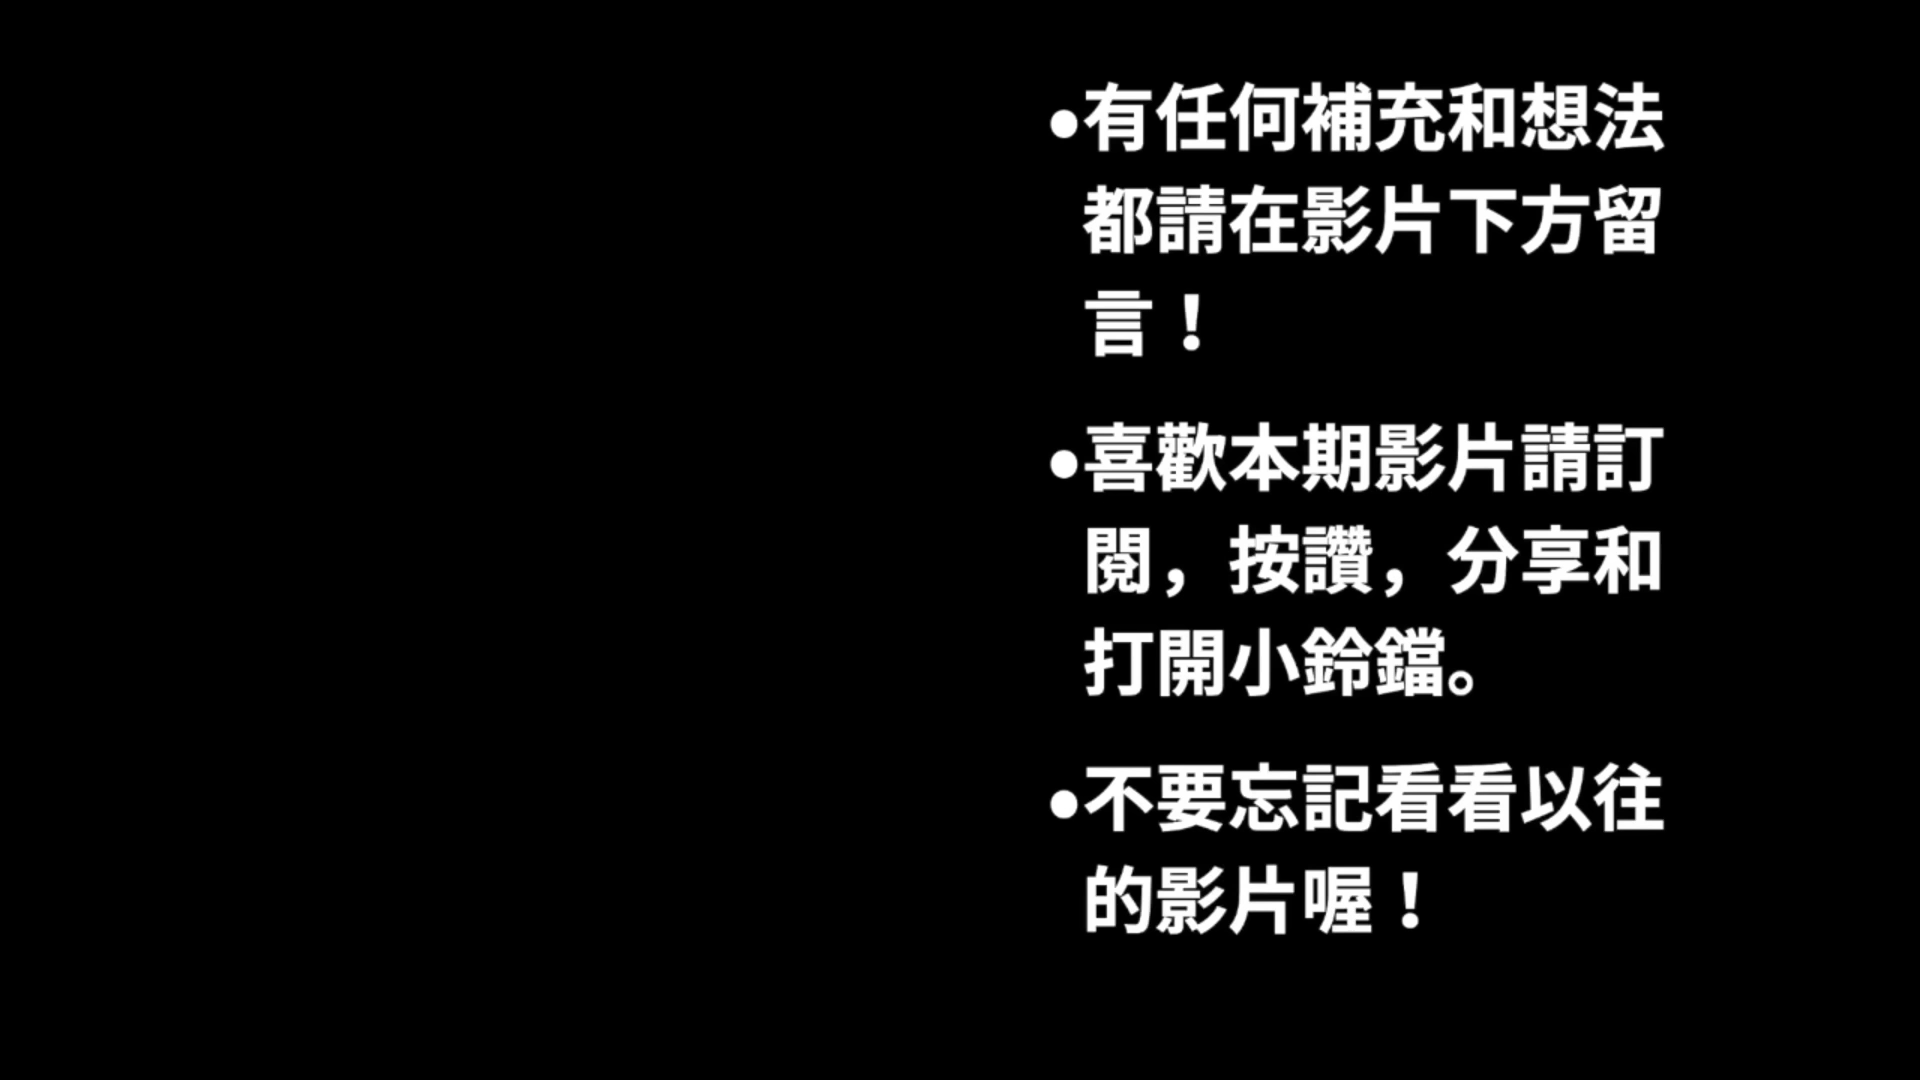 •有任何補充和想法
都請在影片下方留
言！
•喜歡本期影片請訂
閱，按讚，分享和
打開小鈴鐺。
•不要忘記看看以往
的影片喔！